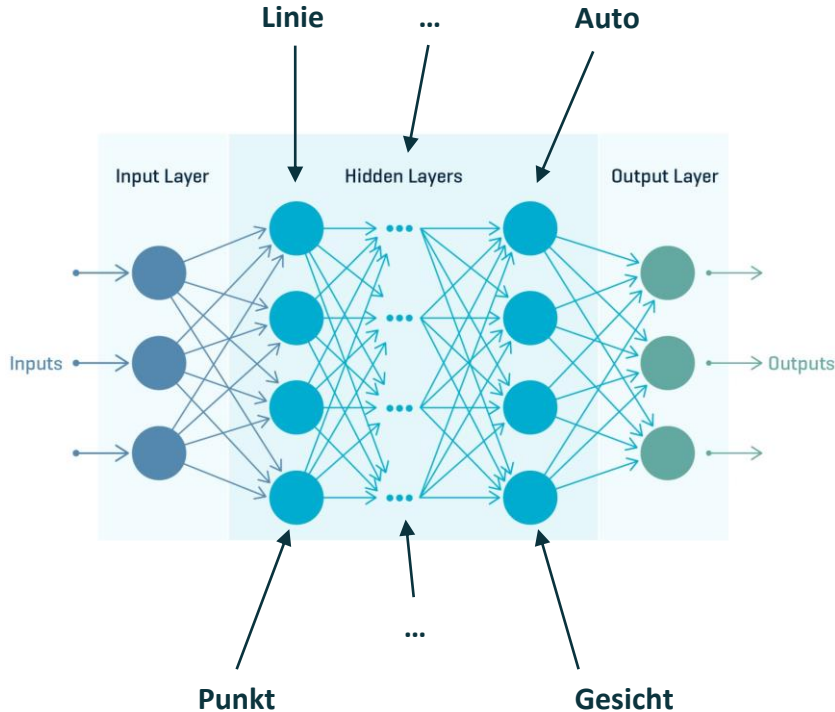 Linie
...
Auto
Input Layer
Hidden Layers
Output Layer
...
...
...
...
Inputs
Outputs
...
Punkt
Gesicht